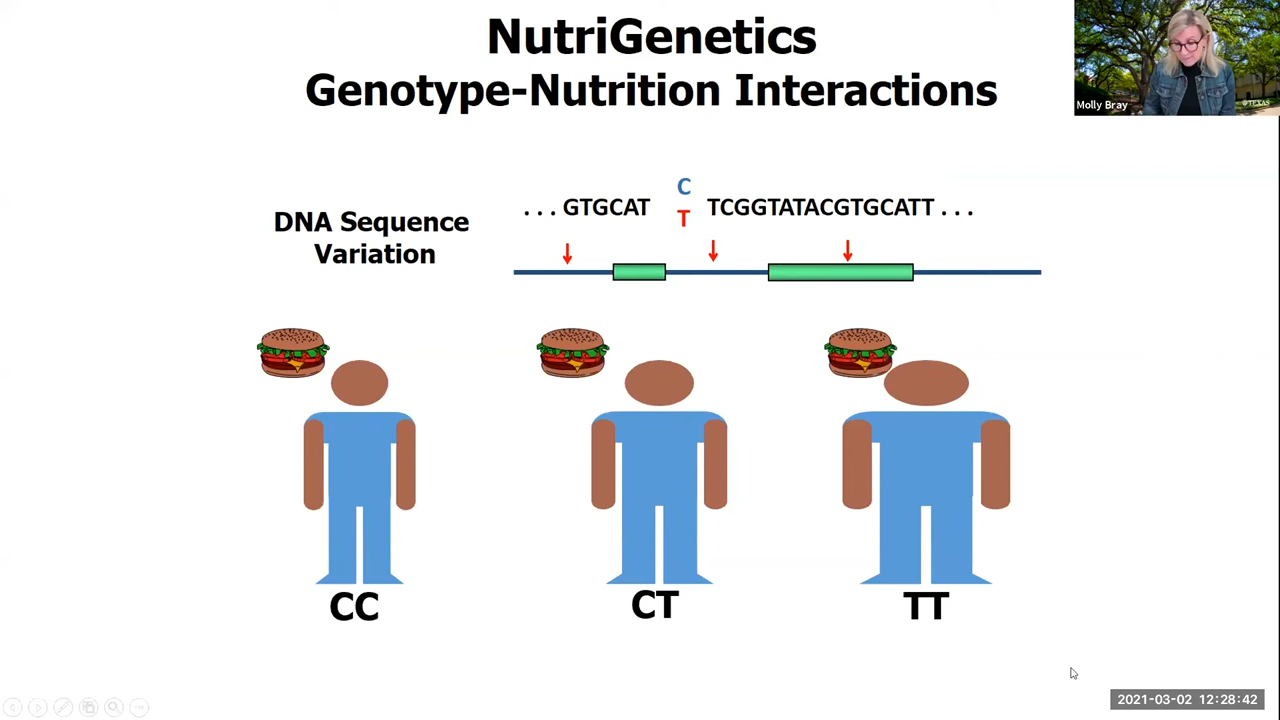 NutriGenetics
Genotype-Nutrition Interactions
Molly Bray
@TEXAS
DNA Sequence
Variation
C
. . . GTGCAT TCGGTATACGTGCATT . . .
T
CC
CT
TT
2021-03-02 12:28:42